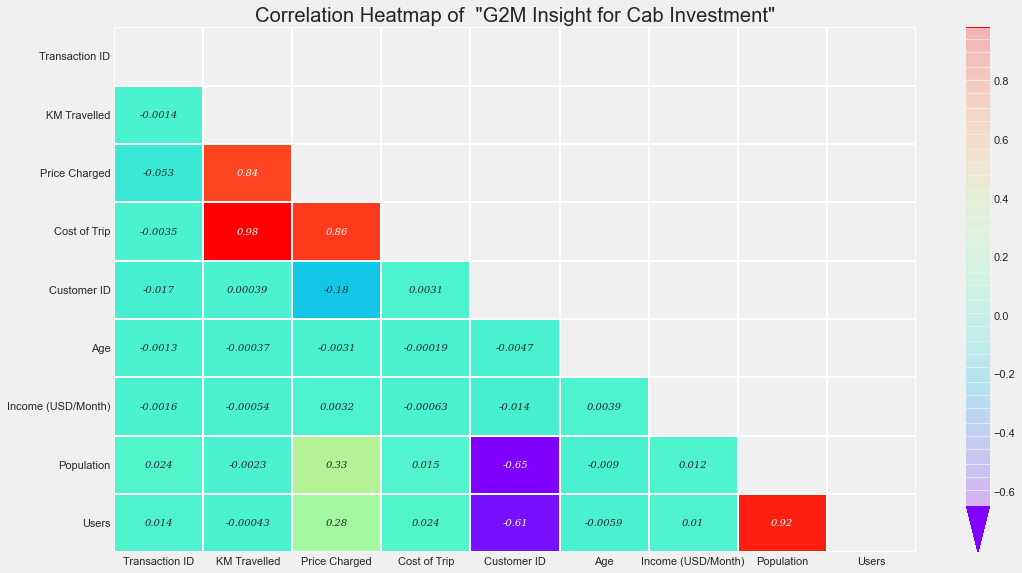 Correlation Heatmap of  "G2M Insight for Cab Investment"
Transaction ID
KM Travelled -0.0014
Price Charged -0.053 0.84
Cost of Trip -0.0035 0.98 0.86
Customer ID -0.017 0.00039 -0.18 0.0031
Age -0.0013 -0.00037 -0.0031 -0.00019 -0.0047
Income (USD/Month) -0.0016 -0.00054 0.0032 -0.00063 -0.014 0.0039
Population 0.024 -0.0023 0.33 0.015 -0.65 -0.009 0.012
Users 0.014 -0.00043 0.28 0.024 -0.61 -0.0059 0.01 0.92
Transaction ID KM Travelled Price Charged Cost of Trip Customer ID Age Income (USD/Month) Population Users
0.8
0.6
0.4
0.2
0.0
−0.2
−0.4
−0.6